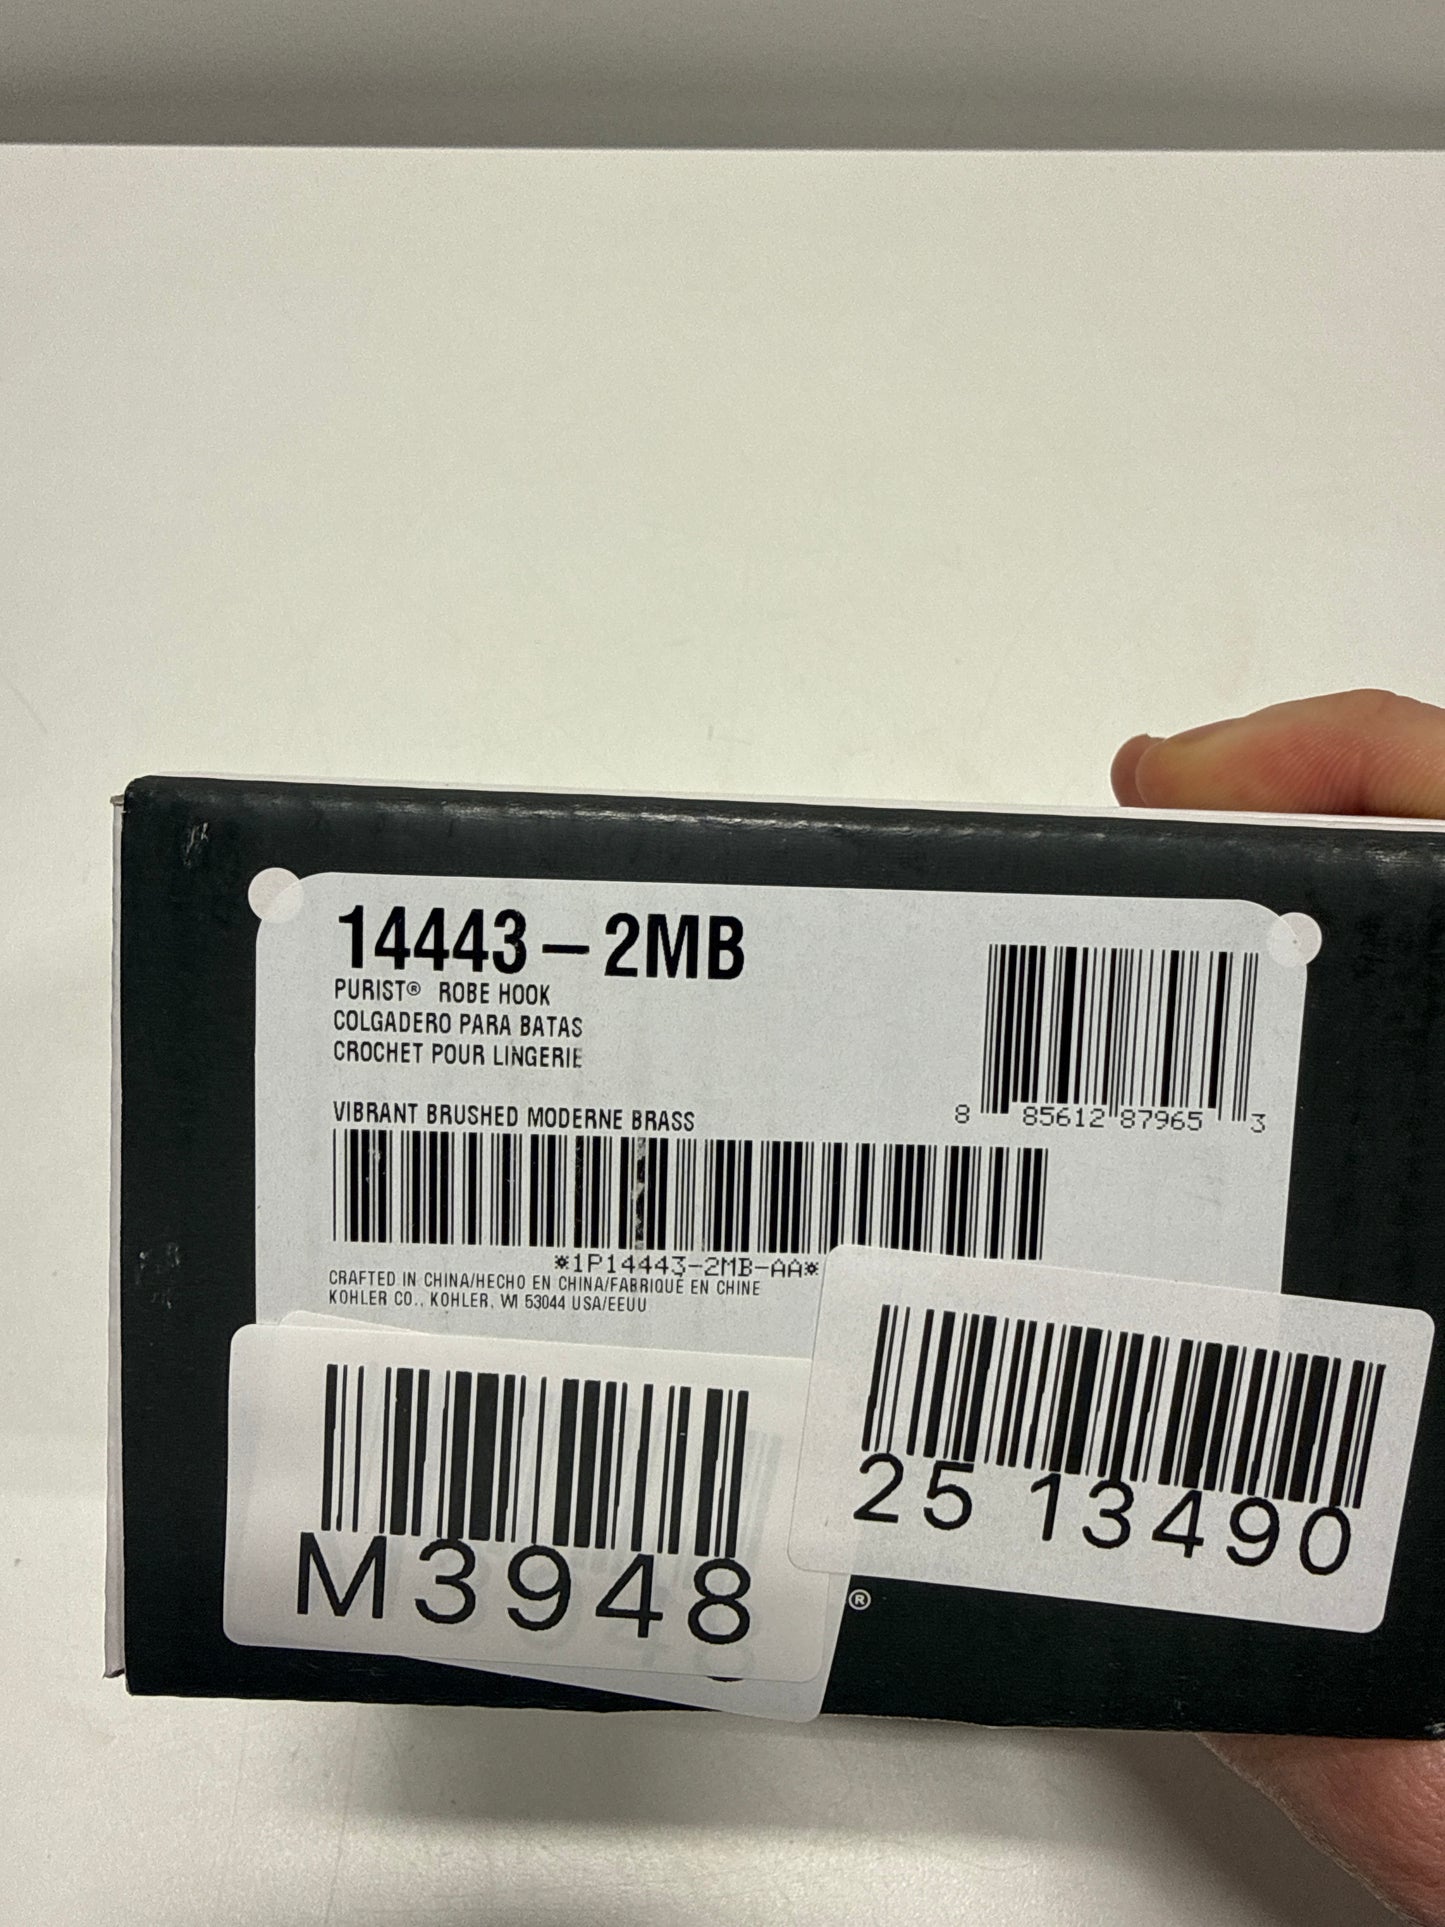 14443-2MB
PURIST® ROBE HOOK
COLGADERO PARA BATAS
CROCHET POUR LINGERIE
VIBRANT BRUSHED MODERNE BRASS
8 85612 87965 3
*1P14443-2MB-AA*
CRAFTED IN CHINA/HECHO EN CHINA/FABRIQUÉ EN CHINE
KOHLER CO., KOHLER, WI 53044 USA/EEUU
M3948
25 13490
®